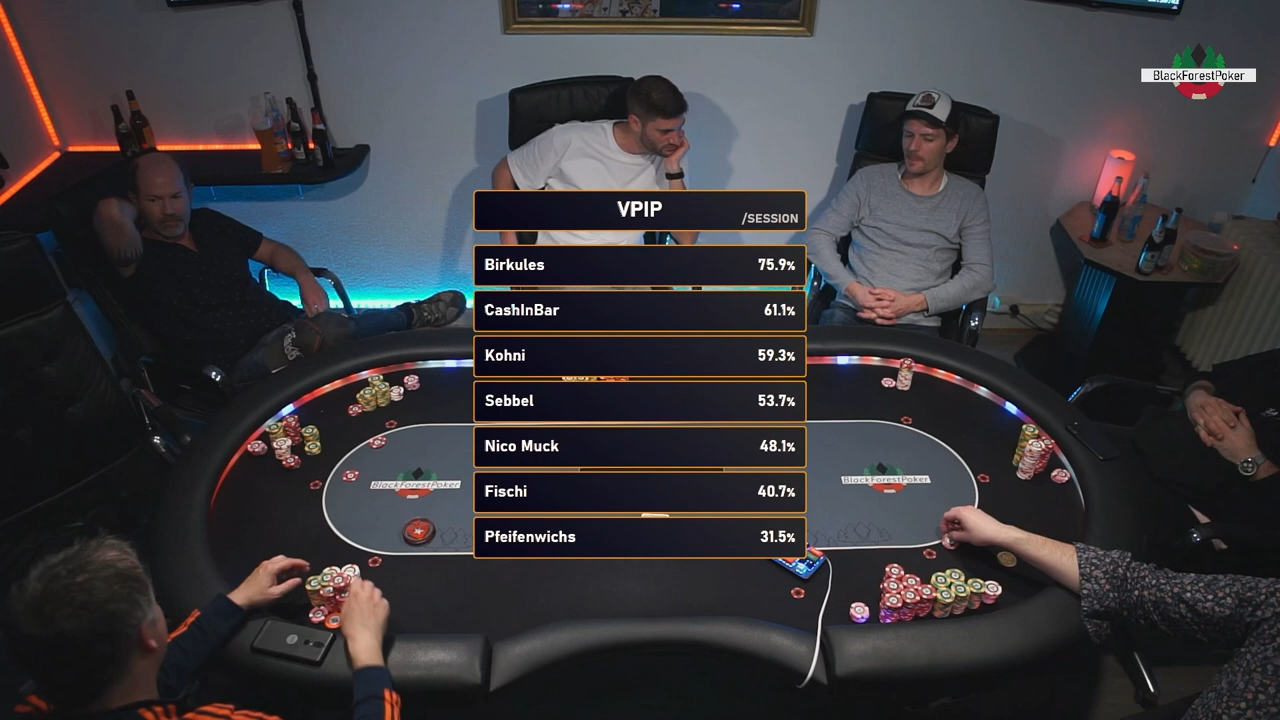 BlackForestPoker
VPIP
/SESSION
Birkules 75.9%
CashInBar 61.1%
Kohni 59.3%
Sebbel 53.7%
Nico Muck 48.1%
Fischi 40.7%
Pfeifenwichs 31.5%
BlackForestPoker
BlackForestPoker